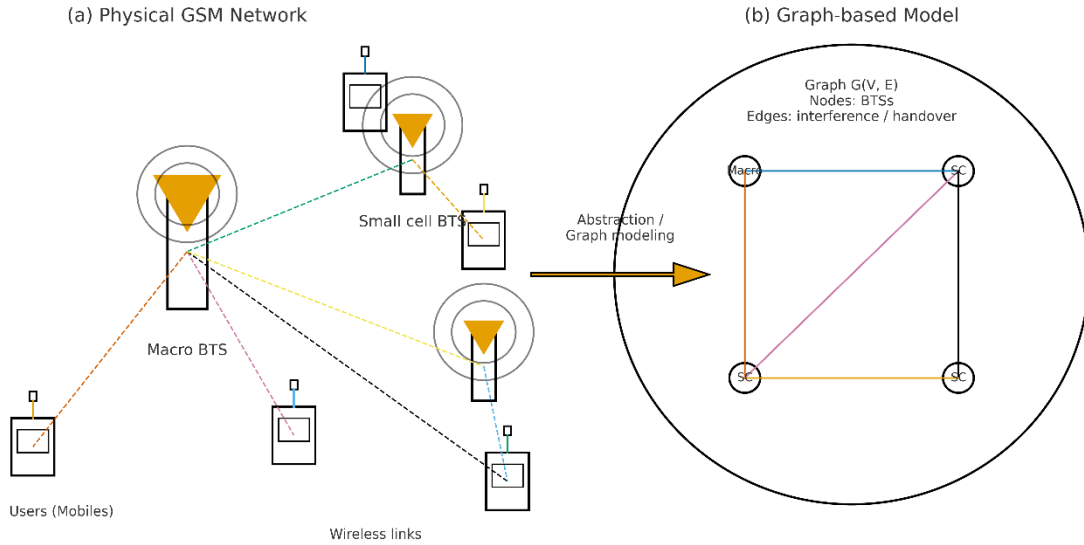 (a) Physical GSM Network
(b) Graph-based Model
Graph G(V, E)
Nodes: BTSs
Edges: interference / handover
Macro
SC
Small cell BTS
Abstraction /
Graph modeling
Macro BTS
SC
SC
Users (Mobiles)
Wireless links